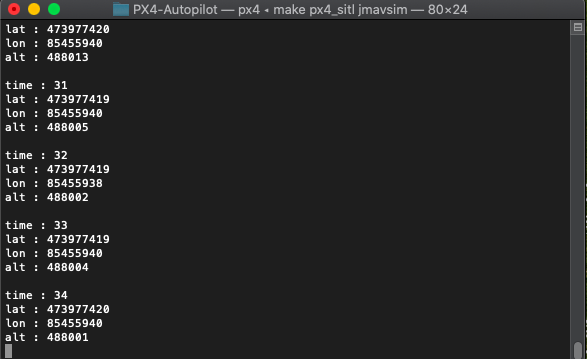 PX4-Autopilot — px4 ◂ make px4_sitl jmavsim — 80×24
lat : 473977420
lon : 85455940
alt : 488013
time : 31
lat : 473977419
lon : 85455940
alt : 488005
time : 32
lat : 473977419
lon : 85455938
alt : 488002
time : 33
lat : 473977419
lon : 85455940
alt : 488004
time : 34
lat : 473977420
lon : 85455940
alt : 488001